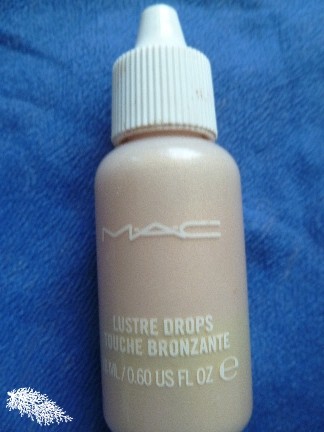 MAC
LUSTRE DROPS
TOUCHE BRONZANTE
ML/0.60 US FL OZ ℮